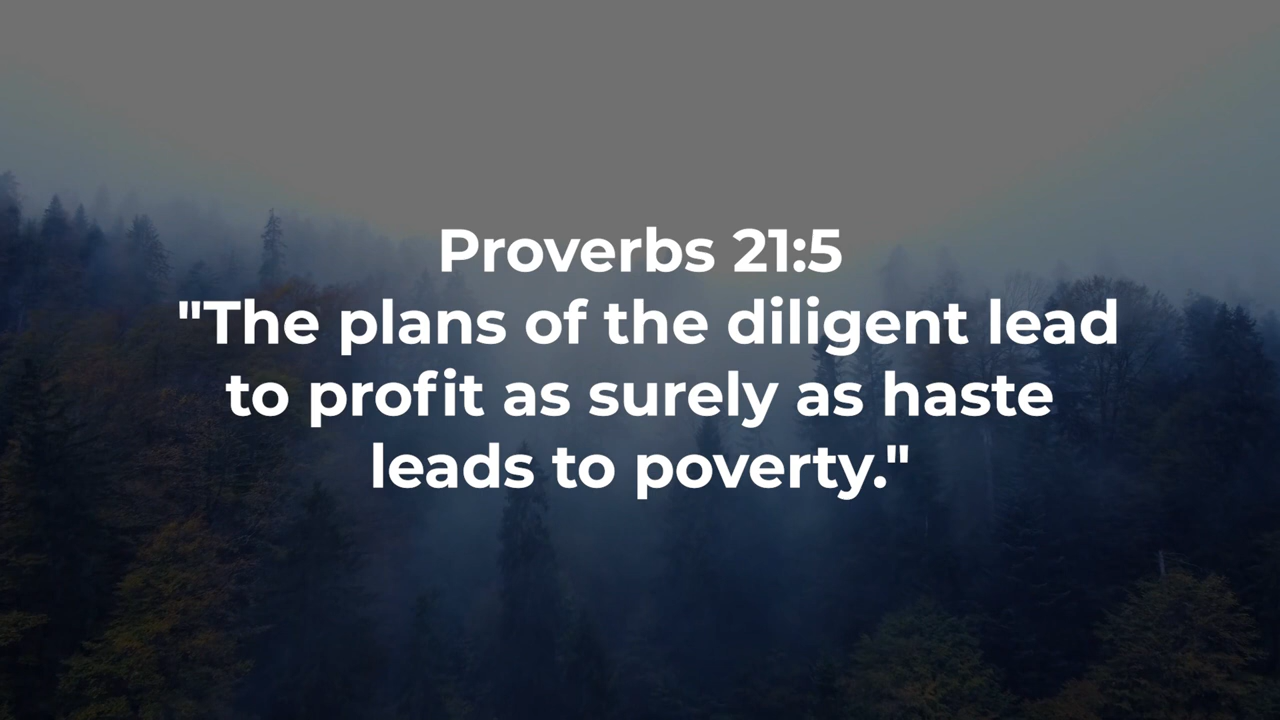 Proverbs 21:5
"The plans of the diligent lead
to profit as surely as haste
leads to poverty."